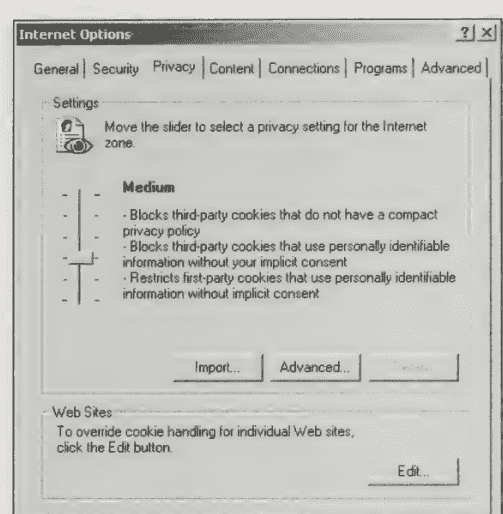 Internet Options
General Security Privacy Content Connections Programs Advanced
Settings
Move the slider to select a privacy setting for the Internet
zone.
Medium
- Blocks third-party cookies that do not have a compact
privacy policy
- Blocks third-party cookies that use personally identifiable
information without your implicit consent
- Restricts first-party cookies that use personally identifiable
information without implicit consent
Import... Advanced...
Web Sites
To override cookie handling for individual Web sites,
click the Edit button.
Edit...